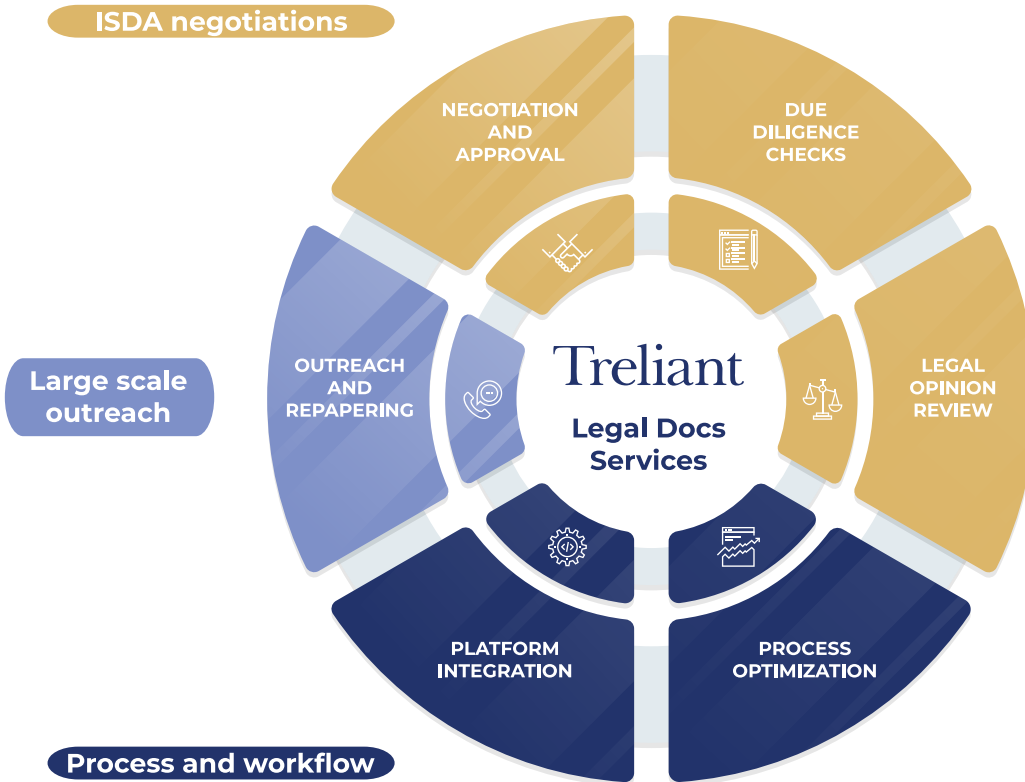 ISDA negotiations
NEGOTIATION
AND
APPROVAL
DUE
DILIGENCE
CHECKS
OUTREACH
AND
REPAPERING
LEGAL
OPINION
REVIEW
Large scale
outreach
Treliant
Legal Docs
Services
PLATFORM
INTEGRATION
PROCESS
OPTIMIZATION
Process and workflow